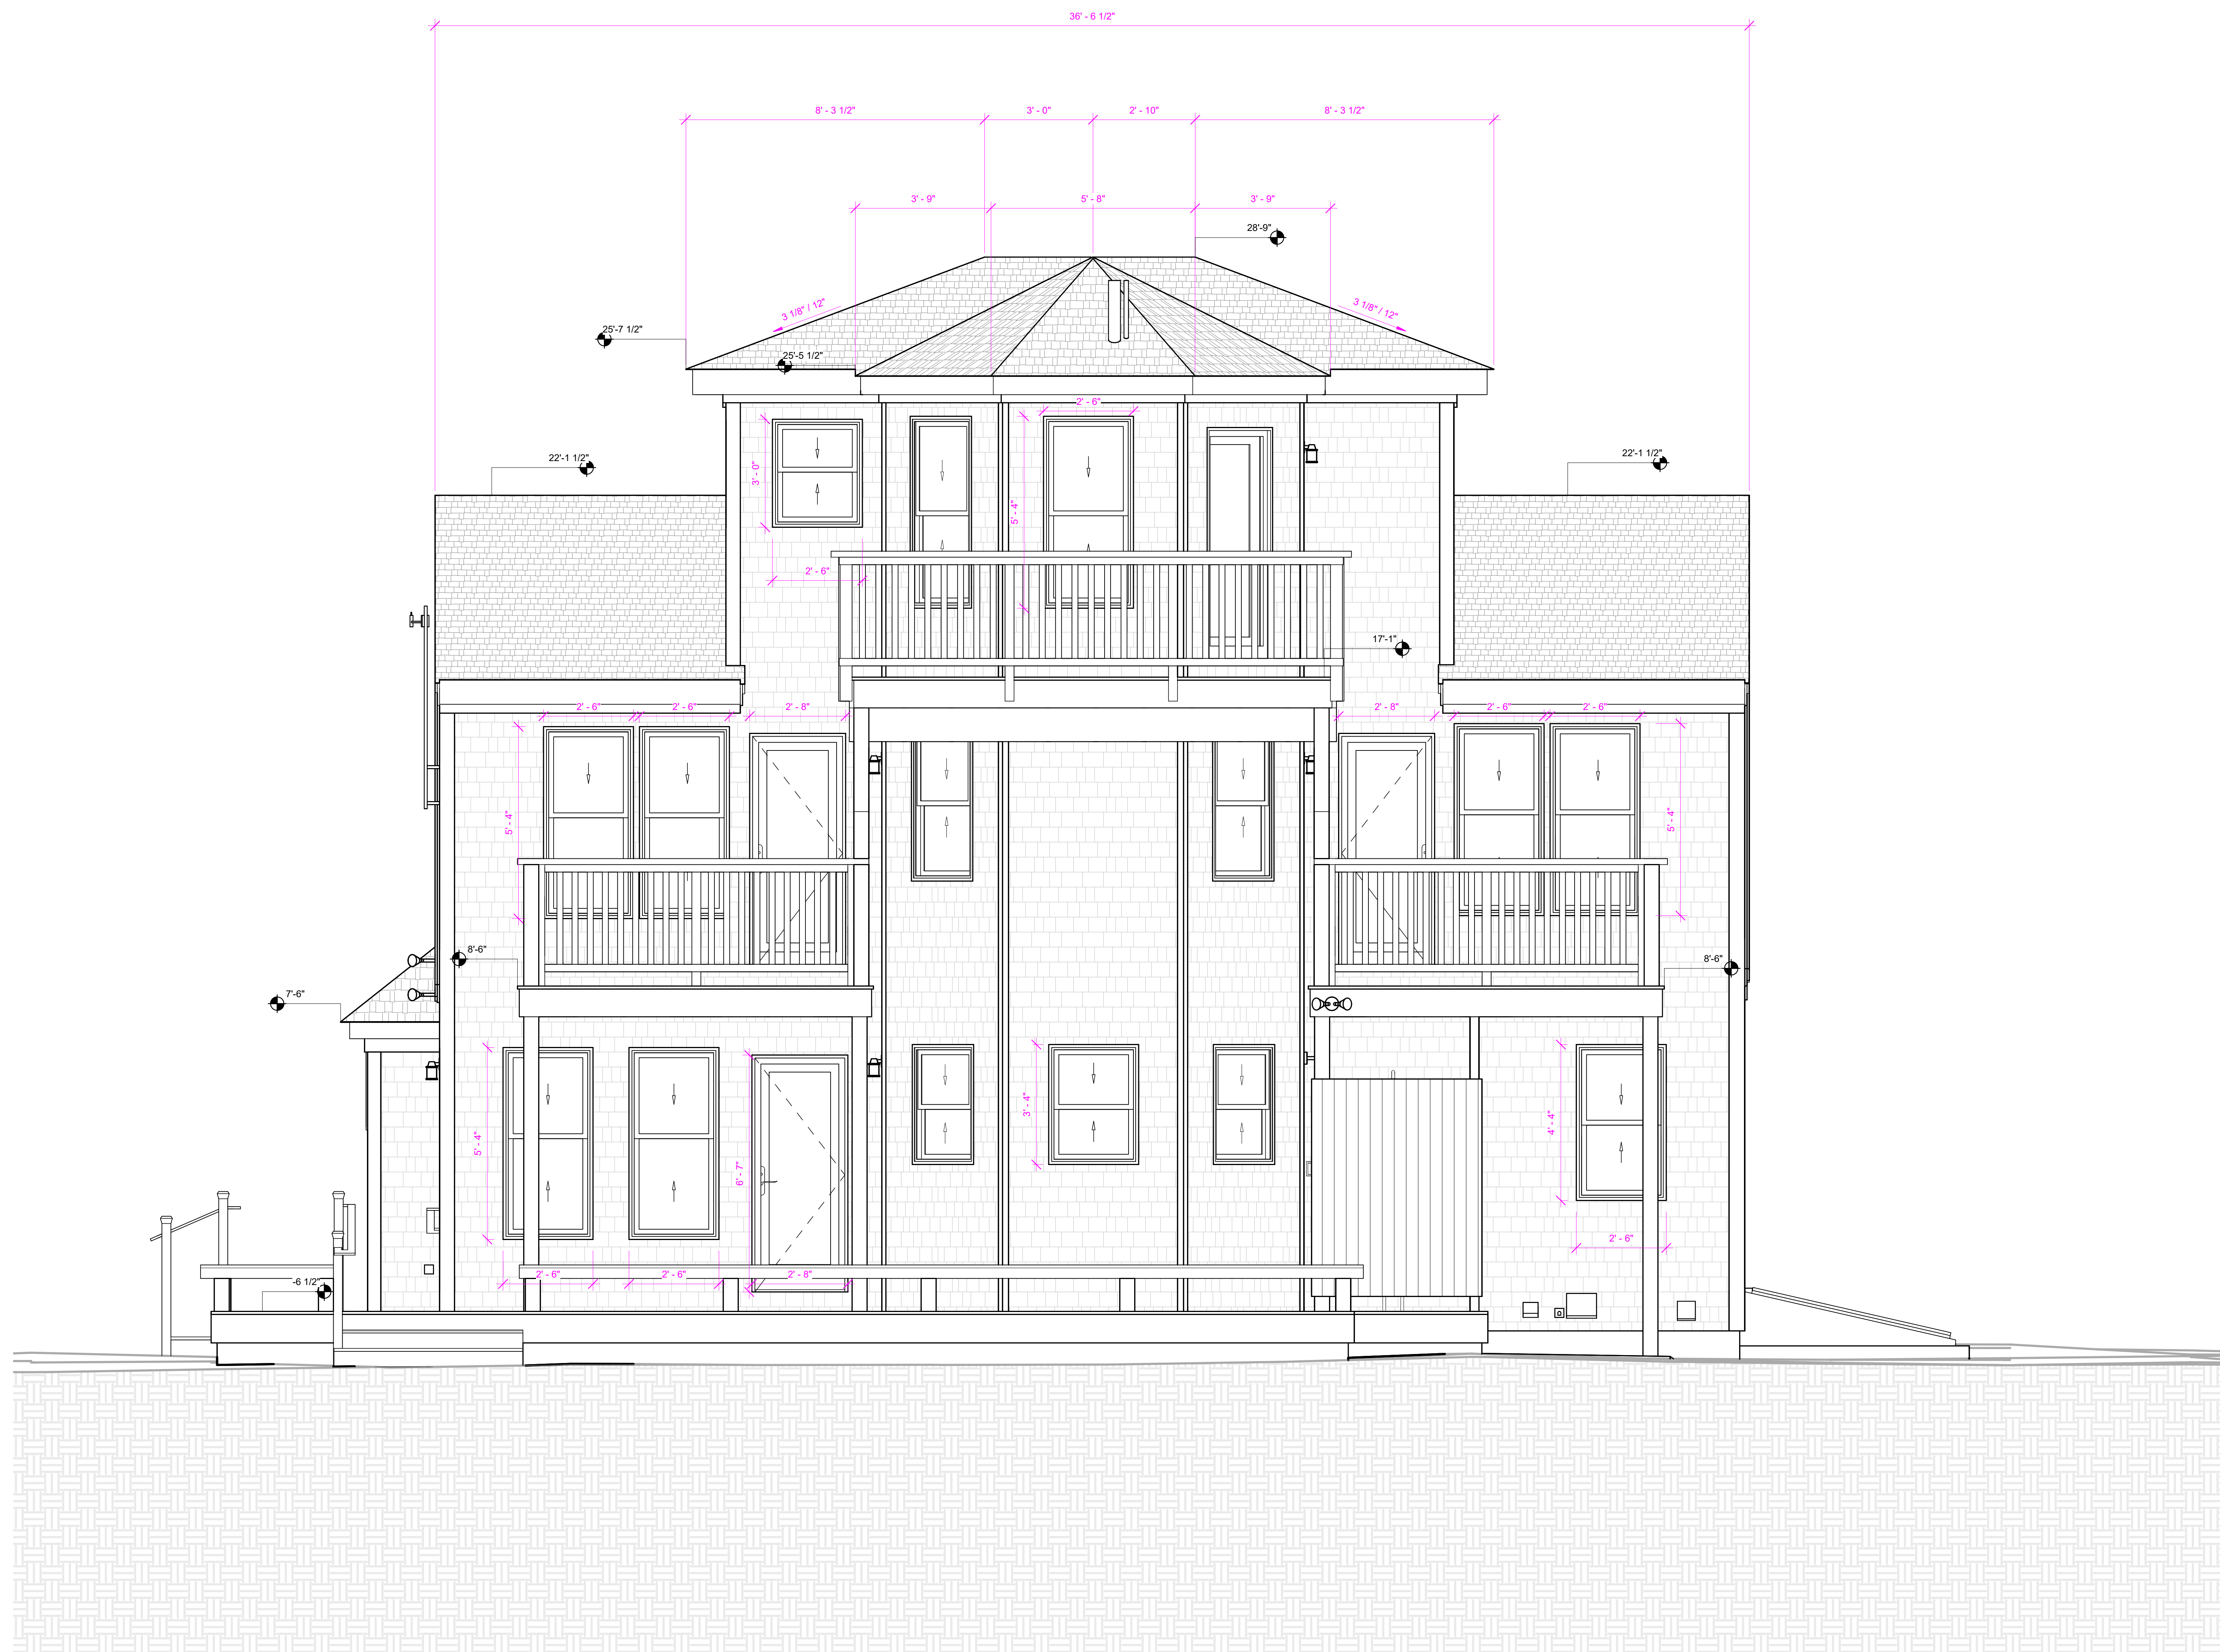 36' - 6 1/2"
8' - 3 1/2"
3' - 0"
2' - 10"
8' - 3 1/2"
3' - 9"
5' - 8"
3' - 9"
28'-9"
3 1/8" / 12"
3 1/8" / 12"
25'-7 1/2"
25'-5 1/2"
2' - 6"
22'-1 1/2"
22'-1 1/2"
3' - 0"
5' - 4"
2' - 6"
17'-1"
2' - 6"
2' - 6"
2' - 8"
2' - 8"
2' - 6"
2' - 6"
5' - 4"
5' - 4"
8'-6"
8'-6"
7'-6"
5' - 4"
6' - 7"
3' - 4"
4' - 4"
2' - 6"
-6 1/2"
2' - 6"
2' - 6"
2' - 8"